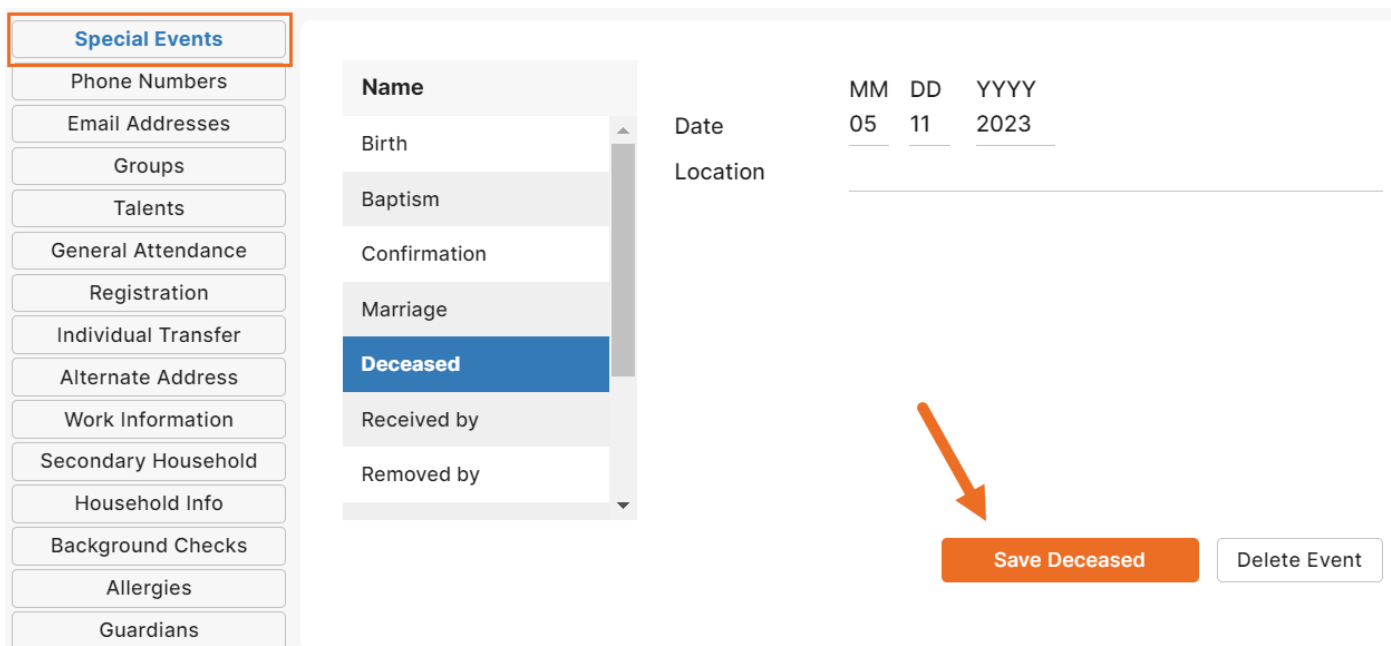 Special Events
Phone Numbers
Email Addresses
Groups
Talents
General Attendance
Registration
Individual Transfer
Alternate Address
Work Information
Secondary Household
Household Info
Background Checks
Allergies
Guardians
Name
Birth
Baptism
Confirmation
Marriage
Deceased
Received by
Removed by
MM DD YYYY
Date 05 11 2023
Location
Save Deceased Delete Event